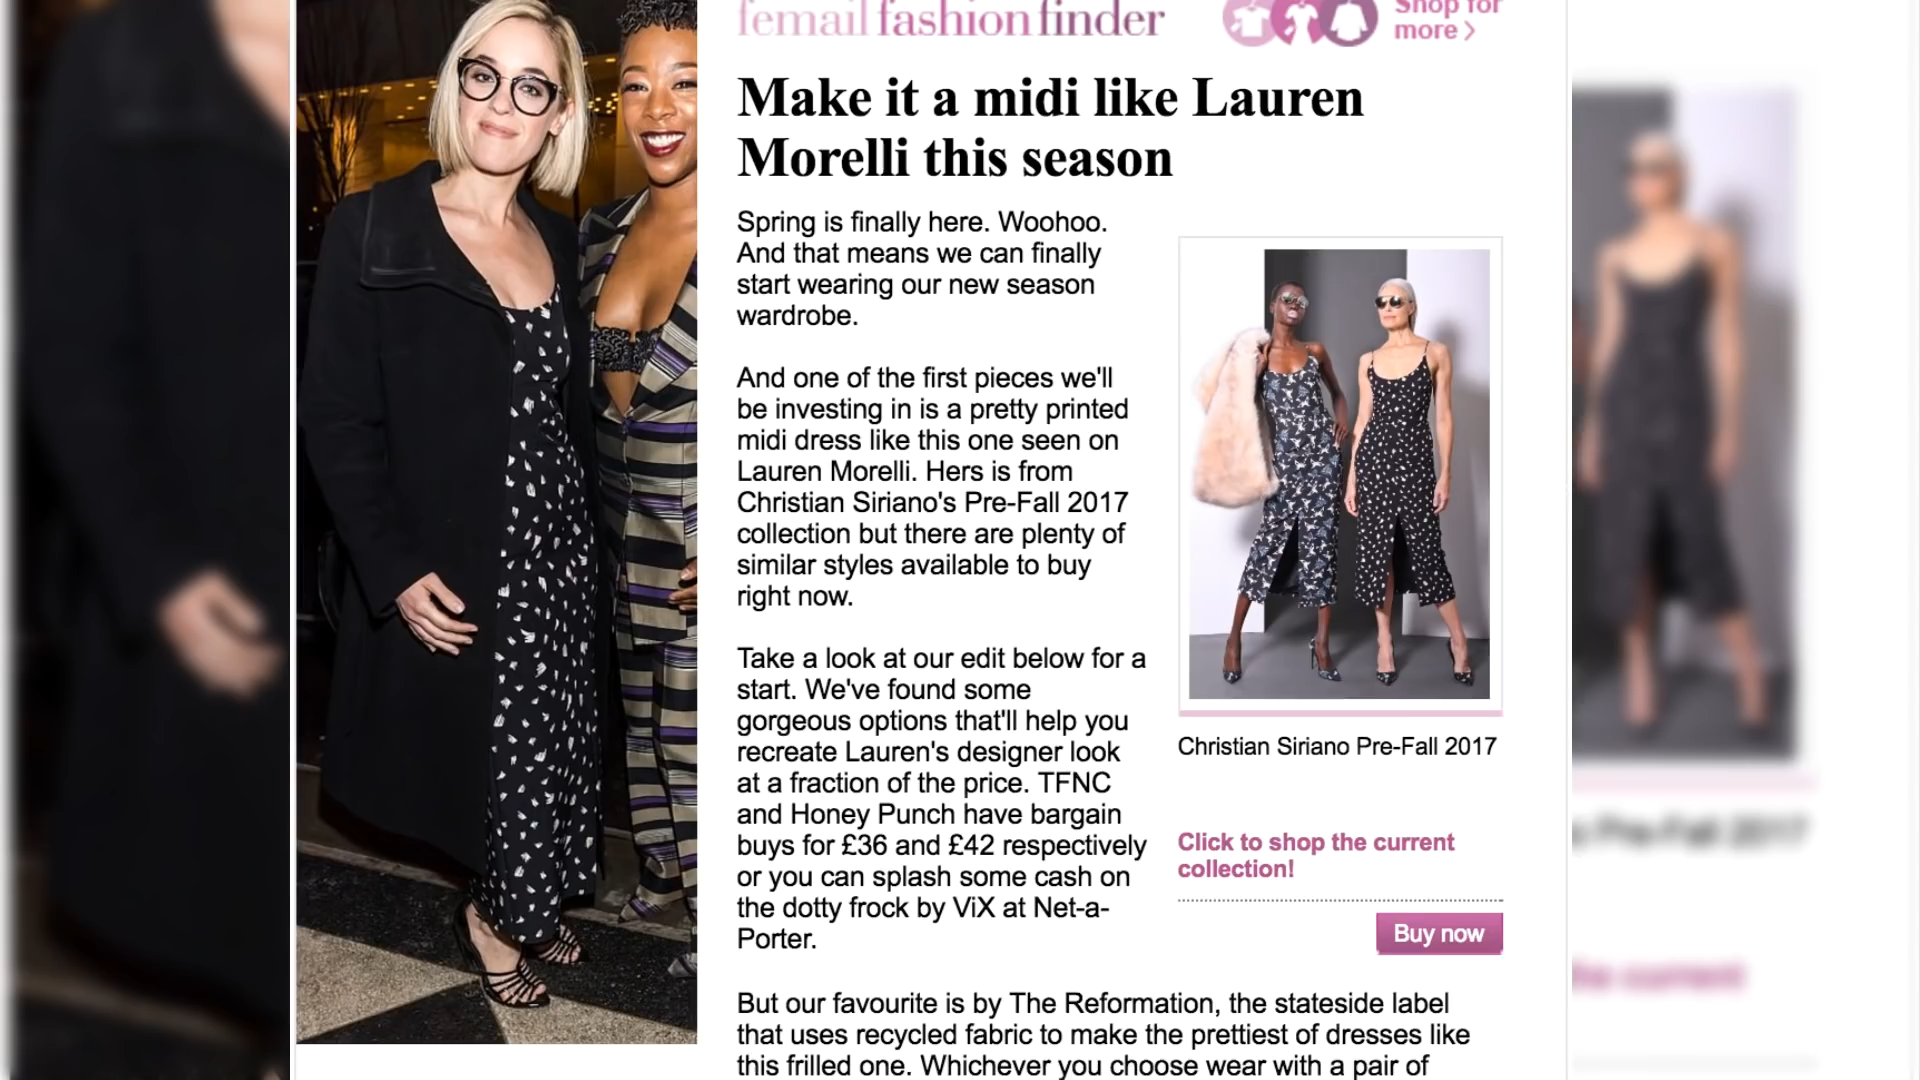 femail fashion finder
Shop for
more >
Make it a midi like Lauren
Morelli this season
Spring is finally here. Woohoo.
And that means we can finally
start wearing our new season
wardrobe.
And one of the first pieces we'll
be investing in is a pretty printed
midi dress like this one seen on
Lauren Morelli. Hers is from
Christian Siriano's Pre-Fall 2017
collection but there are plenty of
similar styles available to buy
right now.
Take a look at our edit below for a
start. We've found some
gorgeous options that'll help you
recreate Lauren's designer look
at a fraction of the price. TFNC
and Honey Punch have bargain
buys for £36 and £42 respectively
or you can splash some cash on
the dotty frock by ViX at Net-a-
Porter.
Christian Siriano Pre-Fall 2017
Click to shop the current
collection!
Buy now
But our favourite is by The Reformation, the stateside label
that uses recycled fabric to make the prettiest of dresses like
this frilled one. Whichever you choose wear with a pair of
Pre-Fall 2017
the current